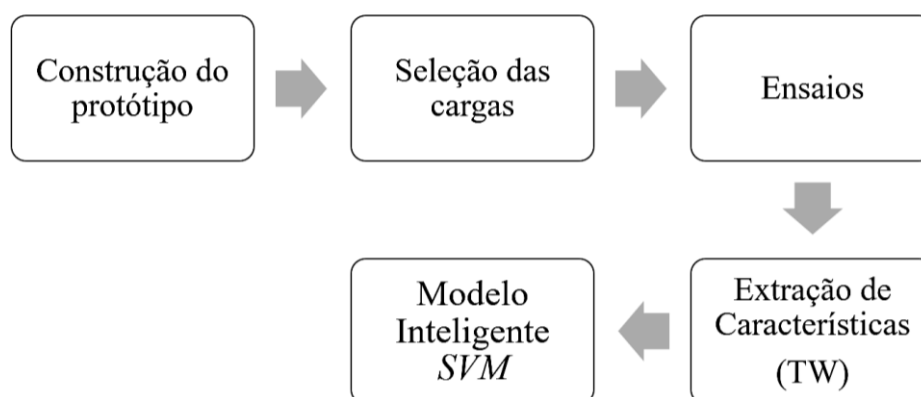 Construção do
protótipo
Seleção das
cargas
Ensaios
Extração de
Características
(TW)
Modelo
Inteligente
SVM